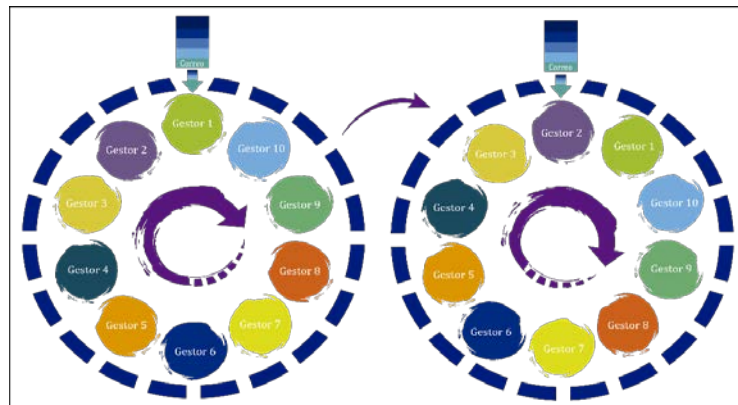 Correo
Gestor 1
Gestor 2
Gestor 10
Gestor 3
Gestor 9
Gestor 4
Gestor 8
Gestor 5
Gestor 7
Gestor 6
Correo
Gestor 2
Gestor 3
Gestor 1
Gestor 4
Gestor 10
Gestor 5
Gestor 9
Gestor 6
Gestor 8
Gestor 7